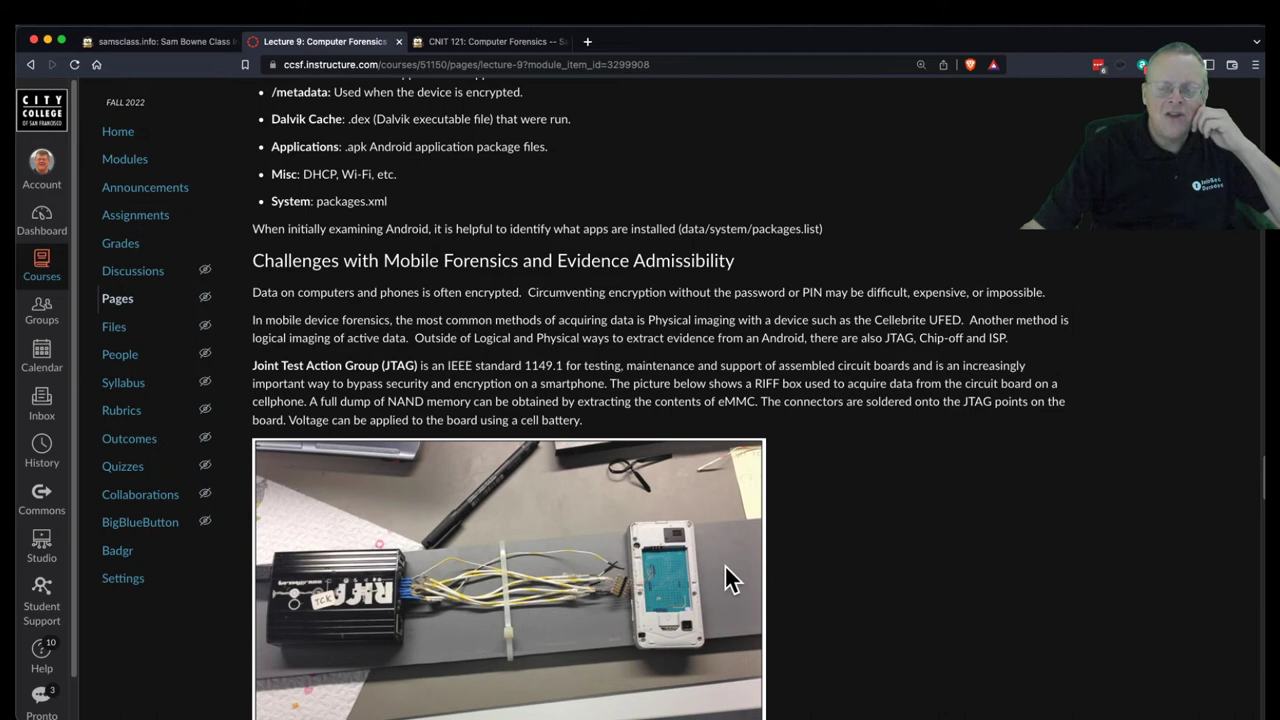 samsclass.info: Sam Bowne Class I
Lecture 9: Computer Forensics
CNIT 121: Computer Forensics -- Sa
ccsf.instructure.com/courses/51150/pages/lecture-9?module_item_id=3299908
6
CITY
COLLEGE
OF SAN FRANCISCO
Account
Dashboard
Courses
Groups
Calendar
Inbox
History
Commons
Studio
Student
Support
10
Help
3
Pronto
FALL 2022
Home
Modules
Announcements
Assignments
Grades
Discussions
Pages
Files
People
Syllabus
Rubrics
Outcomes
Quizzes
Collaborations
BigBlueButton
Badgr
Settings
/metadata: Used when the device is encrypted.
Dalvik Cache: .dex (Dalvik executable file) that were run.
Applications: .apk Android application package files.
Misc: DHCP, Wi-Fi, etc.
System: packages.xml
When initially examining Android, it is helpful to identify what apps are installed (data/system/packages.list)
Challenges with Mobile Forensics and Evidence Admissibility
Data on computers and phones is often encrypted. Circumventing encryption without the password or PIN may be difficult, expensive, or impossible.
In mobile device forensics, the most common methods of acquiring data is Physical imaging with a device such as the Cellebrite UFED. Another method is
logical imaging of active data. Outside of Logical and Physical ways to extract evidence from an Android, there are also JTAG, Chip-off and ISP.
Joint Test Action Group (JTAG) is an IEEE standard 1149.1 for testing, maintenance and support of assembled circuit boards and is an increasingly
important way to bypass security and encryption on a smartphone. The picture below shows a RIFF box used to acquire data from the circuit board on a
cellphone. A full dump of NAND memory can be obtained by extracting the contents of eMMC. The connectors are soldered onto the JTAG points on the
board. Voltage can be applied to the board using a cell battery.
RIFF
TCK
InfoSec
Decoded